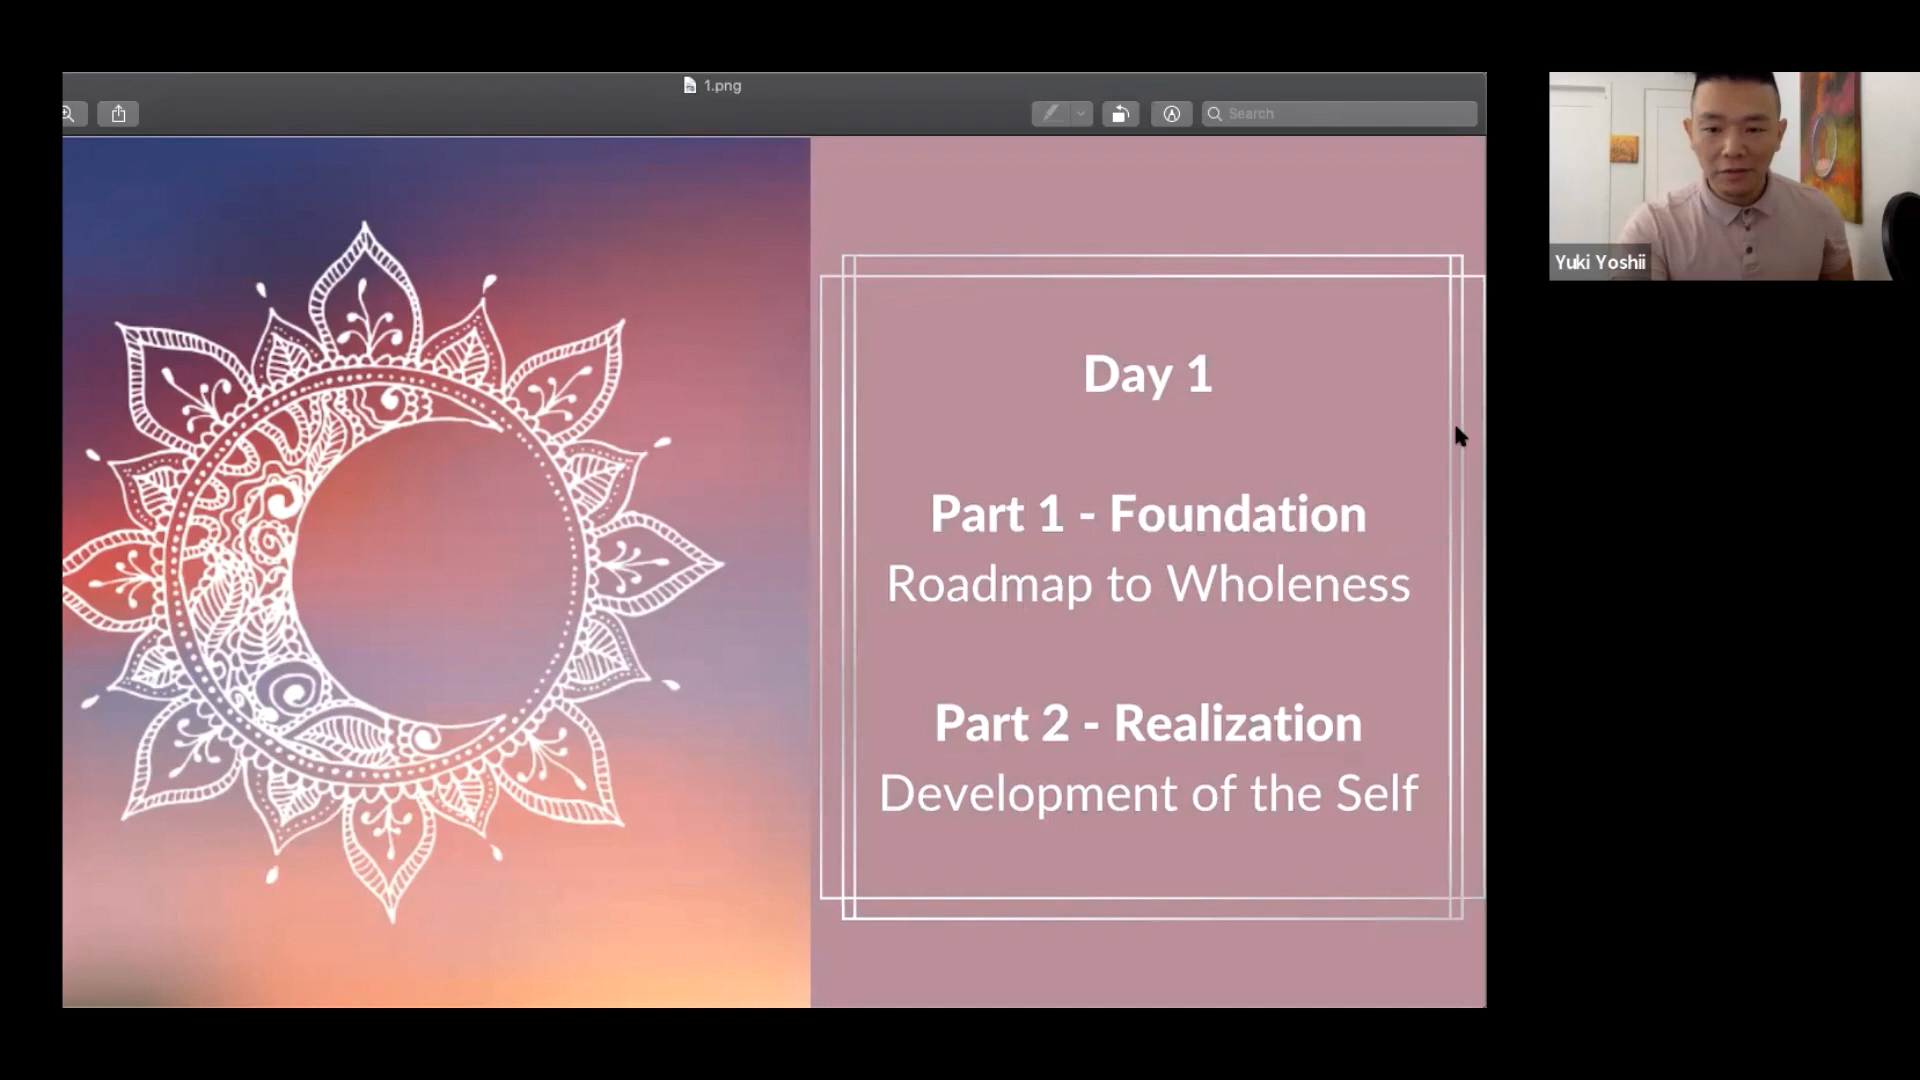 1.png
Search
Day 1
Part 1 - Foundation
Roadmap to Wholeness
Part 2 - Realization
Development of the Self
Yuki Yoshii